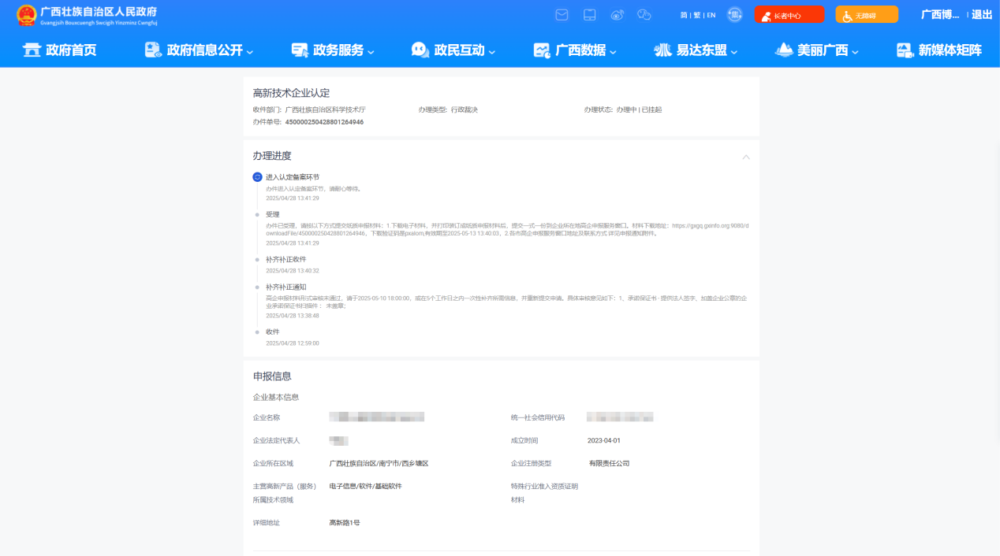 广西壮族自治区人民政府
Gvangjsih Bouxcuengh Swcigih Yinzminz Cwngfuj
简 | 繁 | EN
长者中心
无障碍
广西博... | 退出
政府首页 政府信息公开 政务服务 政民互动 广西数据 易达东盟 美丽广西 新媒体矩阵
高新技术企业认定
收件部门: 广西壮族自治区科学技术厅 办理类型: 行政裁决 办理状态: 办理中 | 已挂起
办件单号: 450000250428801264946
办理进度
进入认定备案环节
办件进入认定备案环节，请耐心等待。
2025/04/28 13:41:29
受理
办件已受理，请按以下方式提交纸质申报材料：1.下载电子材料，并打印装订成纸质申报材料后，提交一式一份到企业所在地高企申报服务窗口。材料下载地址：https://gxgq.gxinfo.org:9080/d
ownloadFile/450000250428801264946，下载验证码是pxalom,有效期至2025-05-13 13:40:03，2.各市高企申报服务窗口地址及联系方式 详见申报通知附件。
2025/04/28 13:41:29
补齐补正收件
2025/04/28 13:40:32
补齐补正通知
高企申报材料形式审核未通过，请于2025-05-10 18:00:00，或在5个工作日之内一次性补齐所需信息，并重新提交申请。具体审核意见如下：1，承诺保证书 - 提供法人签字，加盖企业公章的企
业承诺保证书扫描件 ： 未盖章;
2025/04/28 13:38:48
收件
2025/04/28 12:59:00
申报信息
企业基本信息
企业名称 统一社会信用代码
企业法定代表人 成立时间 2023-04-01
企业所在区域 广西壮族自治区/南宁市/西乡塘区 企业注册类型 有限责任公司
主营高新产品（服务） 电子信息/软件/基础软件 特殊行业准入资质证明
所属技术领域 材料
详细地址 高新路1号